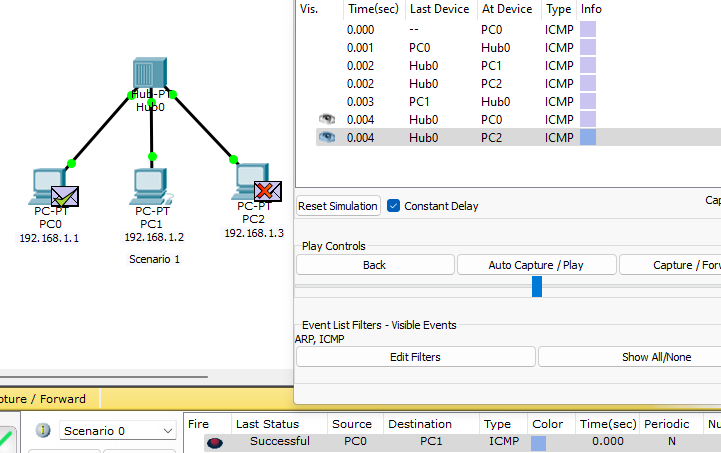 Vis. Time(sec) Last Device At Device Type Info
0.000 -- PC0 ICMP
0.001 PC0 Hub0 ICMP
0.002 Hub0 PC1 ICMP
0.002 Hub0 PC2 ICMP
0.003 PC1 Hub0 ICMP
0.004 Hub0 PC0 ICMP
0.004 Hub0 PC2 ICMP
Hub-PT
Hub0
PC-PT
PC0
192.168.1.1
PC-PT
PC1
192.168.1.2
PC-PT
PC2
192.168.1.3
Scenario 1
Reset Simulation Constant Delay Cap
Play Controls
Back Auto Capture / Play Capture / Forw
Event List Filters - Visible Events
ARP, ICMP
Edit Filters Show All/None
pture / Forward
Scenario 0
Fire Last Status Source Destination Type Color Time(sec) Periodic Nu
Successful PC0 PC1 ICMP 0.000 N